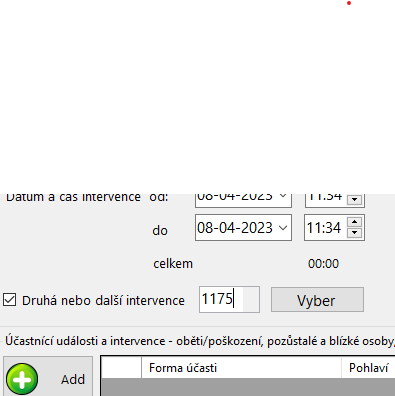 Datum a čas intervence od: 08-04-2023 11:34
do 08-04-2023 11:34
celkem 00:00
Druhá nebo další intervence 1175 Vyber
Účastnící události a intervence - oběti/poškození, pozůstalé a blízké osoby,
Add Forma účasti Pohlaví